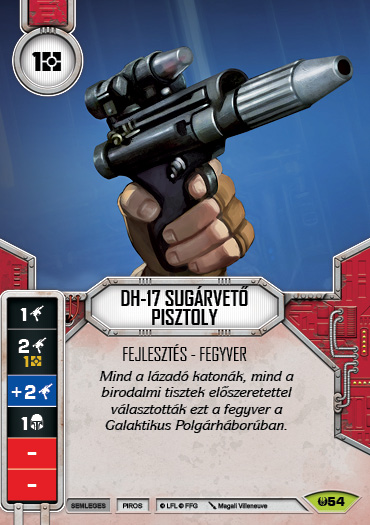 1
DH-17 SUGÁRVETŐ
PISZTOLY
FEJLESZTÉS - FEGYVER
Mind a lázadó katonák, mind a
birodalmi tisztek előszeretettel
választották ezt a fegyver a
Galaktikus Polgárháborúban.
1
2
1
+2
1
-
-
SEMLEGES PIROS © LFL © FFG Magali Villeneuve
54